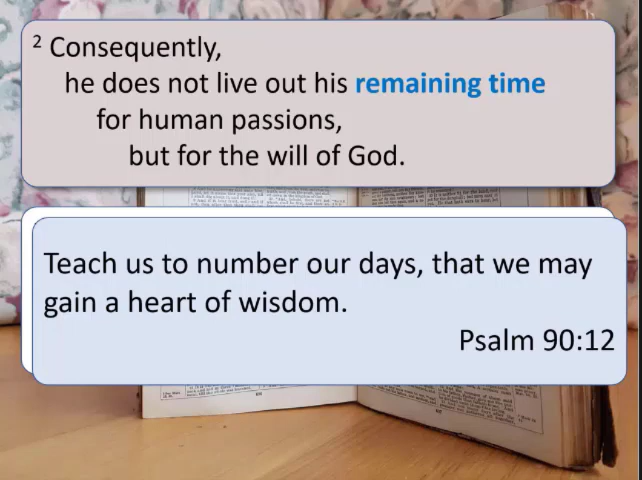 2 Consequently,
he does not live out his remaining time
for human passions,
but for the will of God.
Teach us to number our days, that we may
gain a heart of wisdom.
Psalm 90:12